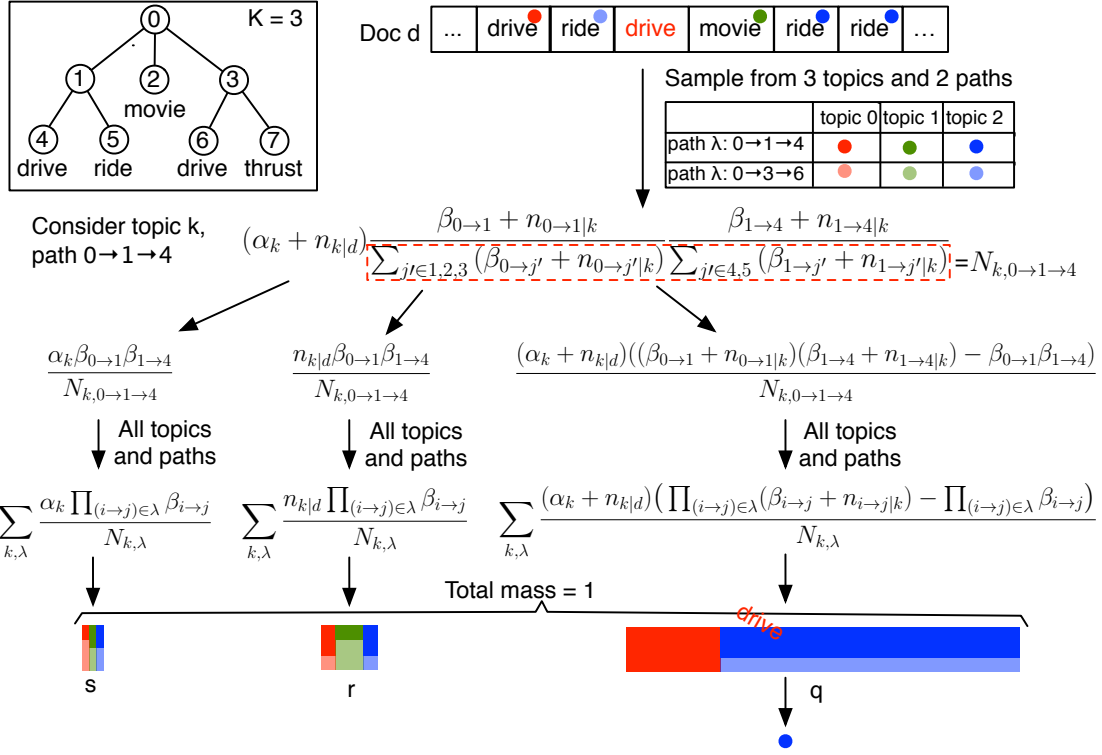 0 K = 3
1 2 3
movie
4 5 6 7
drive ride drive thrust
Doc d ... drive ride drive movie ride ride ...
Sample from 3 topics and 2 paths
topic 0 topic 1 topic 2
path λ: 0→1→4
path λ: 0→3→6
Consider topic k,
path 0→1→4
(α_k + n_{k|d}) \frac{β_{0→1} + n_{0→1|k}}{∑_{j'∈1,2,3} (β_{0→j'} + n_{0→j'|k})} \frac{β_{1→4} + n_{1→4|k}}{∑_{j'∈4,5} (β_{1→j'} + n_{1→j'|k})} =N_{k,0→1→4}
\frac{α_k β_{0→1} β_{1→4}}{N_{k,0→1→4}} \frac{n_{k|d} β_{0→1} β_{1→4}}{N_{k,0→1→4}} \frac{(α_k + n_{k|d})((β_{0→1} + n_{0→1|k})(β_{1→4} + n_{1→4|k}) − β_{0→1} β_{1→4})}{N_{k,0→1→4}}
All topics All topics All topics
and paths and paths and paths
∑_{k,λ} \frac{α_k ∏_{(i→j)∈λ} β_{i→j}}{N_{k,λ}} ∑_{k,λ} \frac{n_{k|d} ∏_{(i→j)∈λ} β_{i→j}}{N_{k,λ}} ∑_{k,λ} \frac{(α_k + n_{k|d})(∏_{(i→j)∈λ}(β_{i→j} + n_{i→j|k}) − ∏_{(i→j)∈λ} β_{i→j})}{N_{k,λ}}
Total mass = 1
drive
s r q